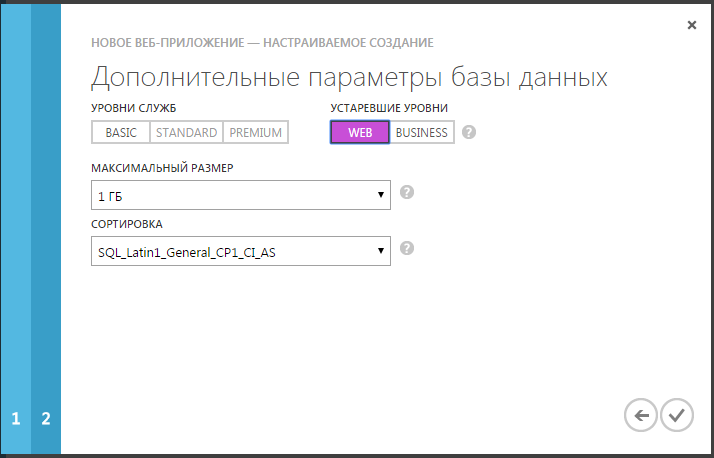 НОВОЕ ВЕБ-ПРИЛОЖЕНИЕ — НАСТРАИВАЕМОЕ СОЗДАНИЕ
Дополнительные параметры базы данных
УРОВНИ СЛУЖБ УСТАРЕВШИЕ УРОВНИ
BASIC STANDARD PREMIUM WEB BUSINESS ?
МАКСИМАЛЬНЫЙ РАЗМЕР
1 ГБ ?
СОРТИРОВКА
SQL_Latin1_General_CP1_CI_AS ?
1 2